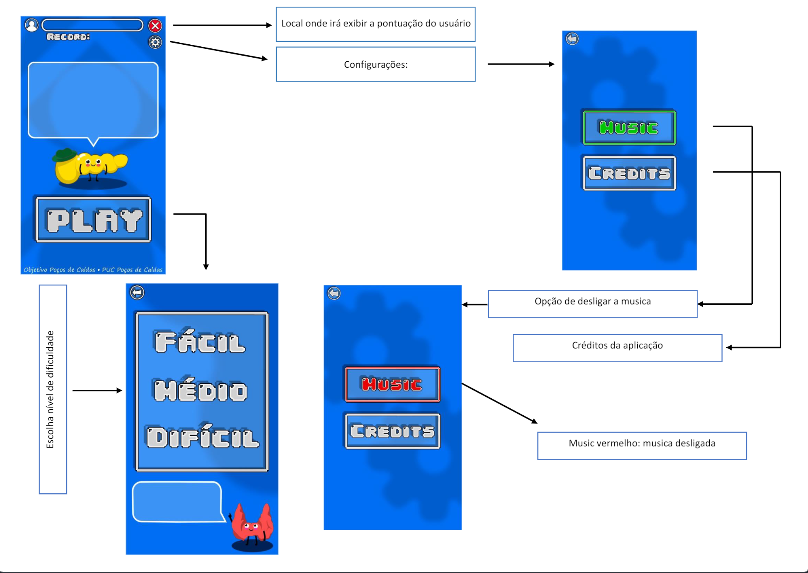 Record:
Local onde irá exibir a pontuação do usuário
Configurações:
Music
Credits
PLAY
Objetivo Poços de Caldas • PUC Poços de Caldas
Escolha nível de dificuldade
Fácil
Médio
Difícil
Music
Credits
Opção de desligar a musica
Créditos da aplicação
Music vermelho: musica desligada